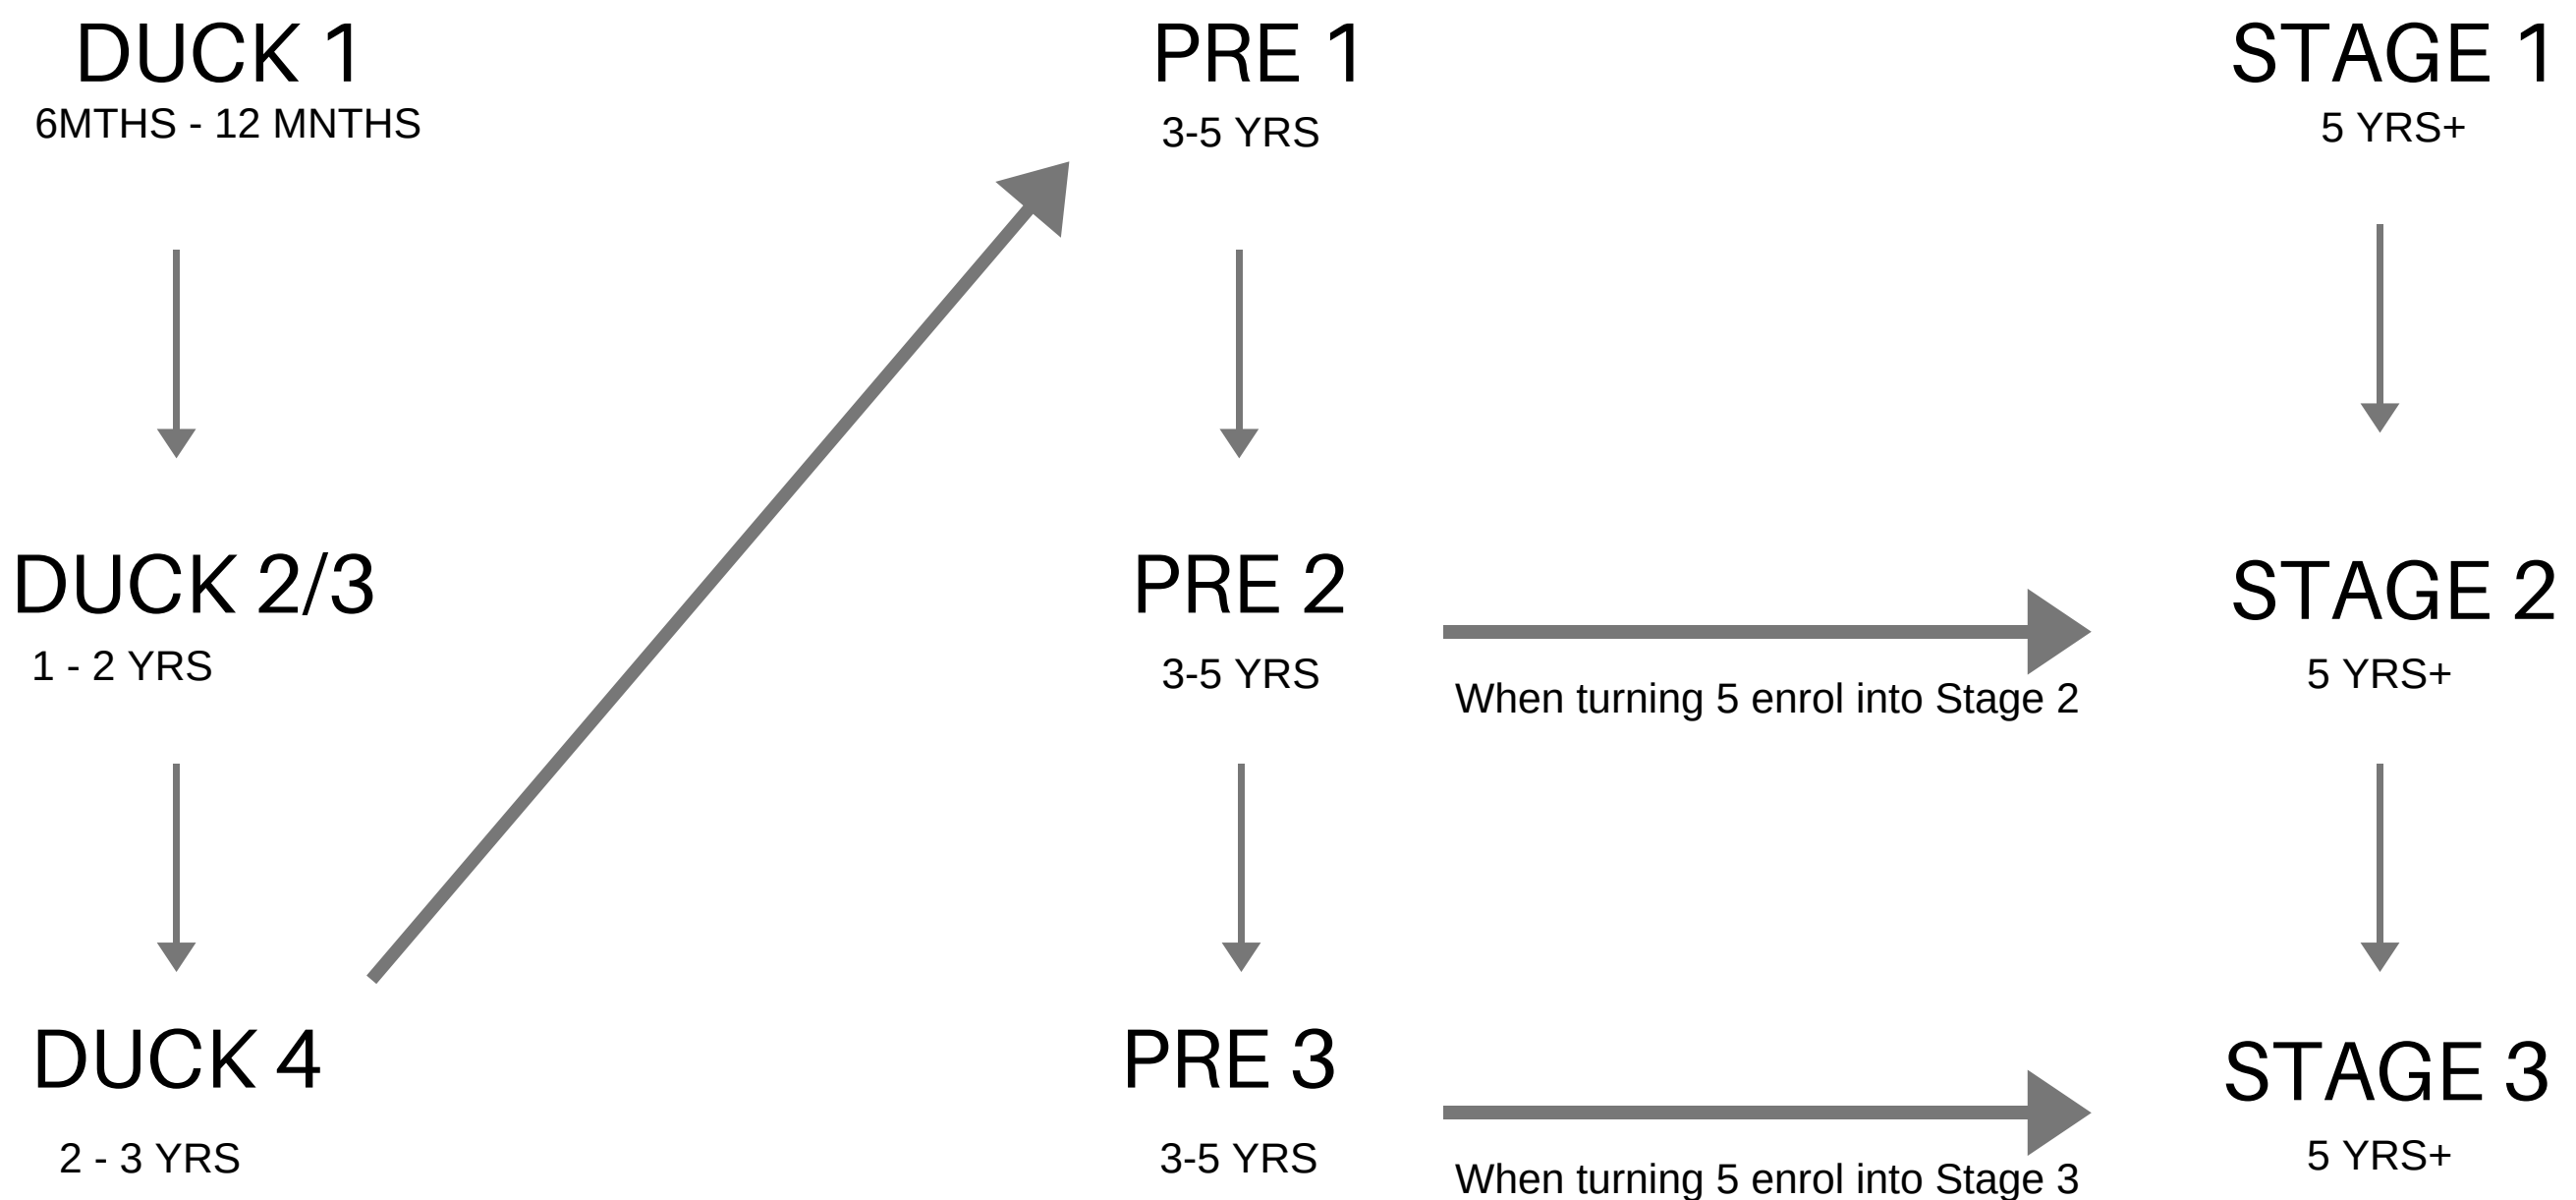 DUCK 1
6MTHS - 12 MNTHS
DUCK 2/3
1 - 2 YRS
DUCK 4
2 - 3 YRS
PRE 1
3-5 YRS
PRE 2
3-5 YRS
When turning 5 enrol into Stage 2
PRE 3
3-5 YRS
When turning 5 enrol into Stage 3
STAGE 1
5 YRS+
STAGE 2
5 YRS+
STAGE 3
5 YRS+